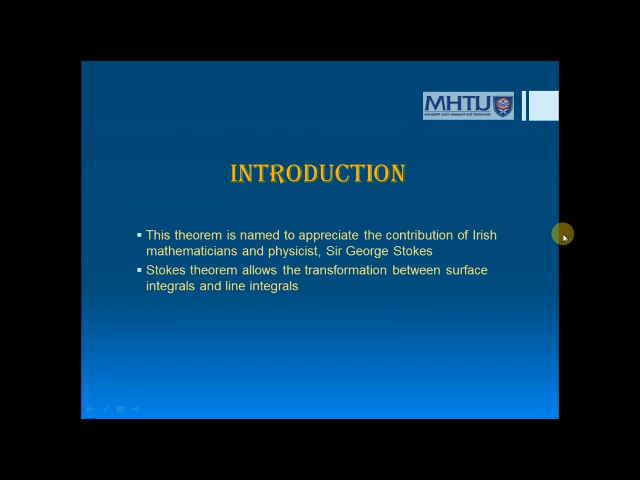 UTHM
INTRODUCTION
This theorem is named to appreciate the contribution of Irish
mathematicians and physicist, Sir George Stokes
Stokes theorem allows the transformation between surface
integrals and line integrals